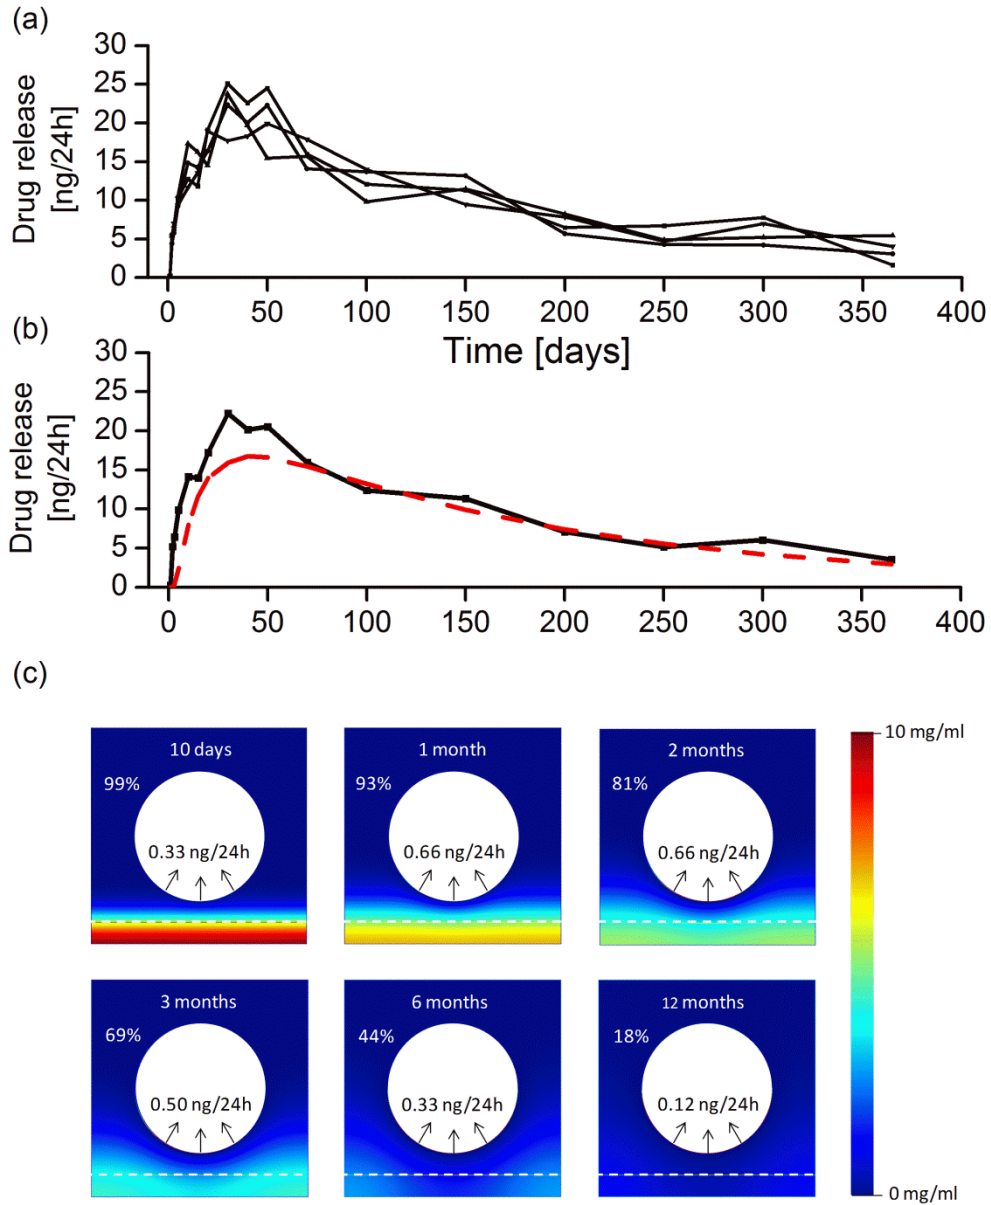 (a)
Drug release
[ng/24h]
30
25
20
15
10
5
0
0 50 100 150 200 250 300 350 400
Time [days]
(b)
Drug release
[ng/24h]
30
25
20
15
10
5
0
0 50 100 150 200 250 300 350 400
(c)
10 days
99%
0.33 ng/24h
1 month
93%
0.66 ng/24h
2 months
81%
0.66 ng/24h
10 mg/ml
3 months
69%
0.50 ng/24h
6 months
44%
0.33 ng/24h
12 months
18%
0.12 ng/24h
0 mg/ml